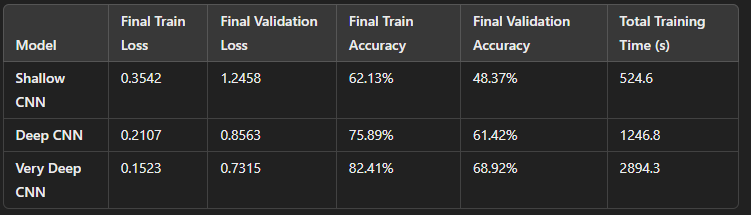 Model Final Train Loss Final Validation Loss Final Train Accuracy Final Validation Accuracy Total Training Time (s)
Shallow CNN 0.3542 1.2458 62.13% 48.37% 524.6
Deep CNN 0.2107 0.8563 75.89% 61.42% 1246.8
Very Deep CNN 0.1523 0.7315 82.41% 68.92% 2894.3